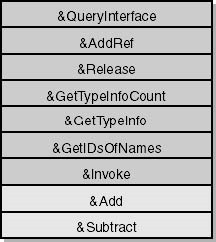 &QueryInterface
&AddRef
&Release
&GetTypeInfoCount
&GetTypeInfo
&GetIDsOfNames
&Invoke
&Add
&Subtract